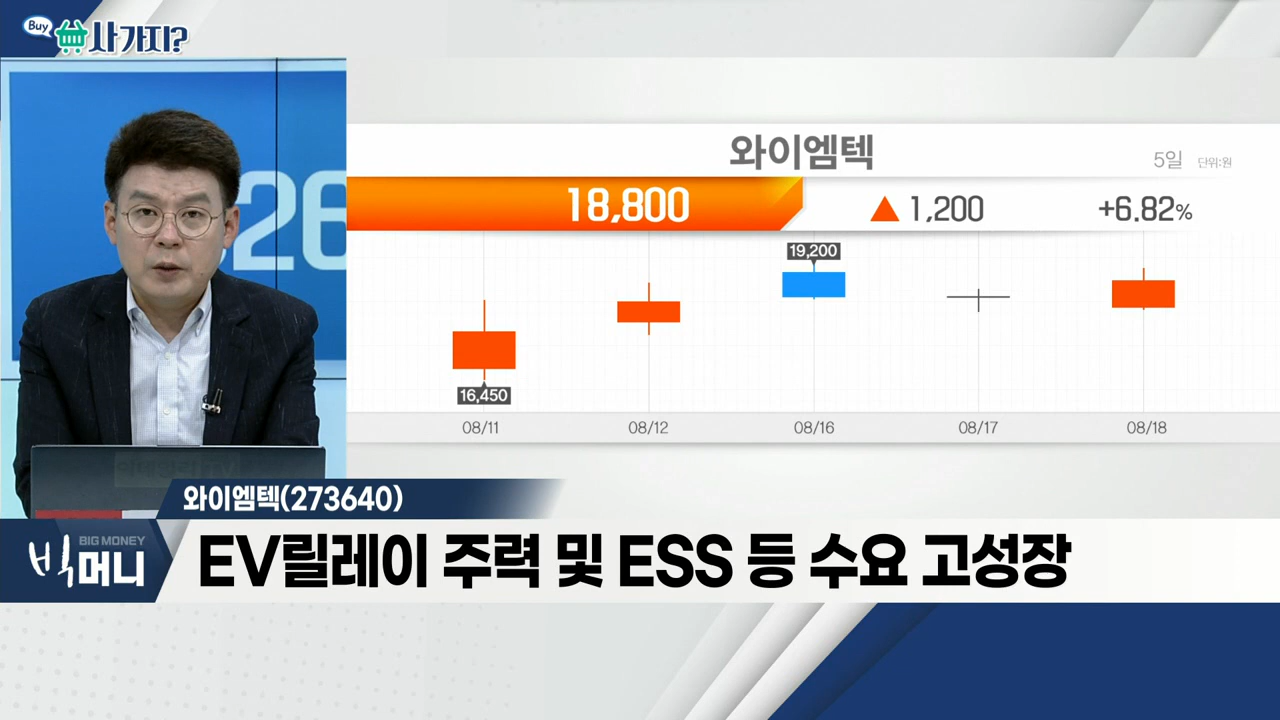 Buy
사가지?
26
와이엠텍
5일 단위:원
18,800 ▲ 1,200 +6.82%
19,200
16,450
08/11 08/12 08/16 08/17 08/18
와이엠텍(273640)
BIG MONEY
빅머니
EV릴레이 주력 및 ESS 등 수요 고성장